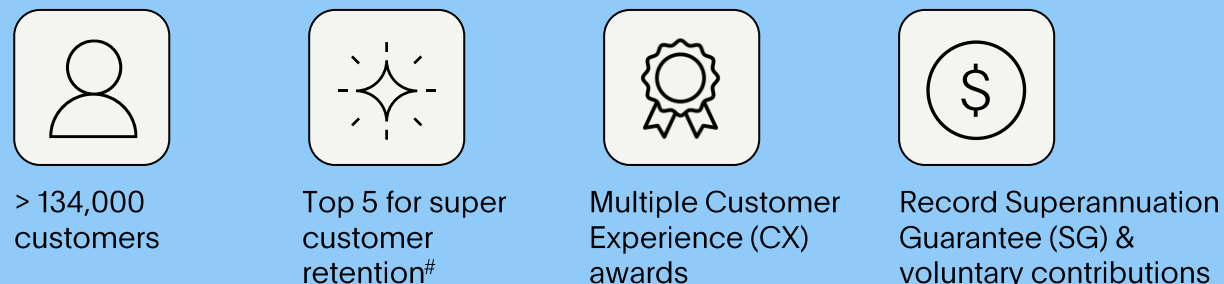 $
> 134,000
customers
Top 5 for super
customer
retention#
Multiple Customer
Experience (CX)
awards
Record Superannuation
Guarantee (SG) &
voluntary contributions